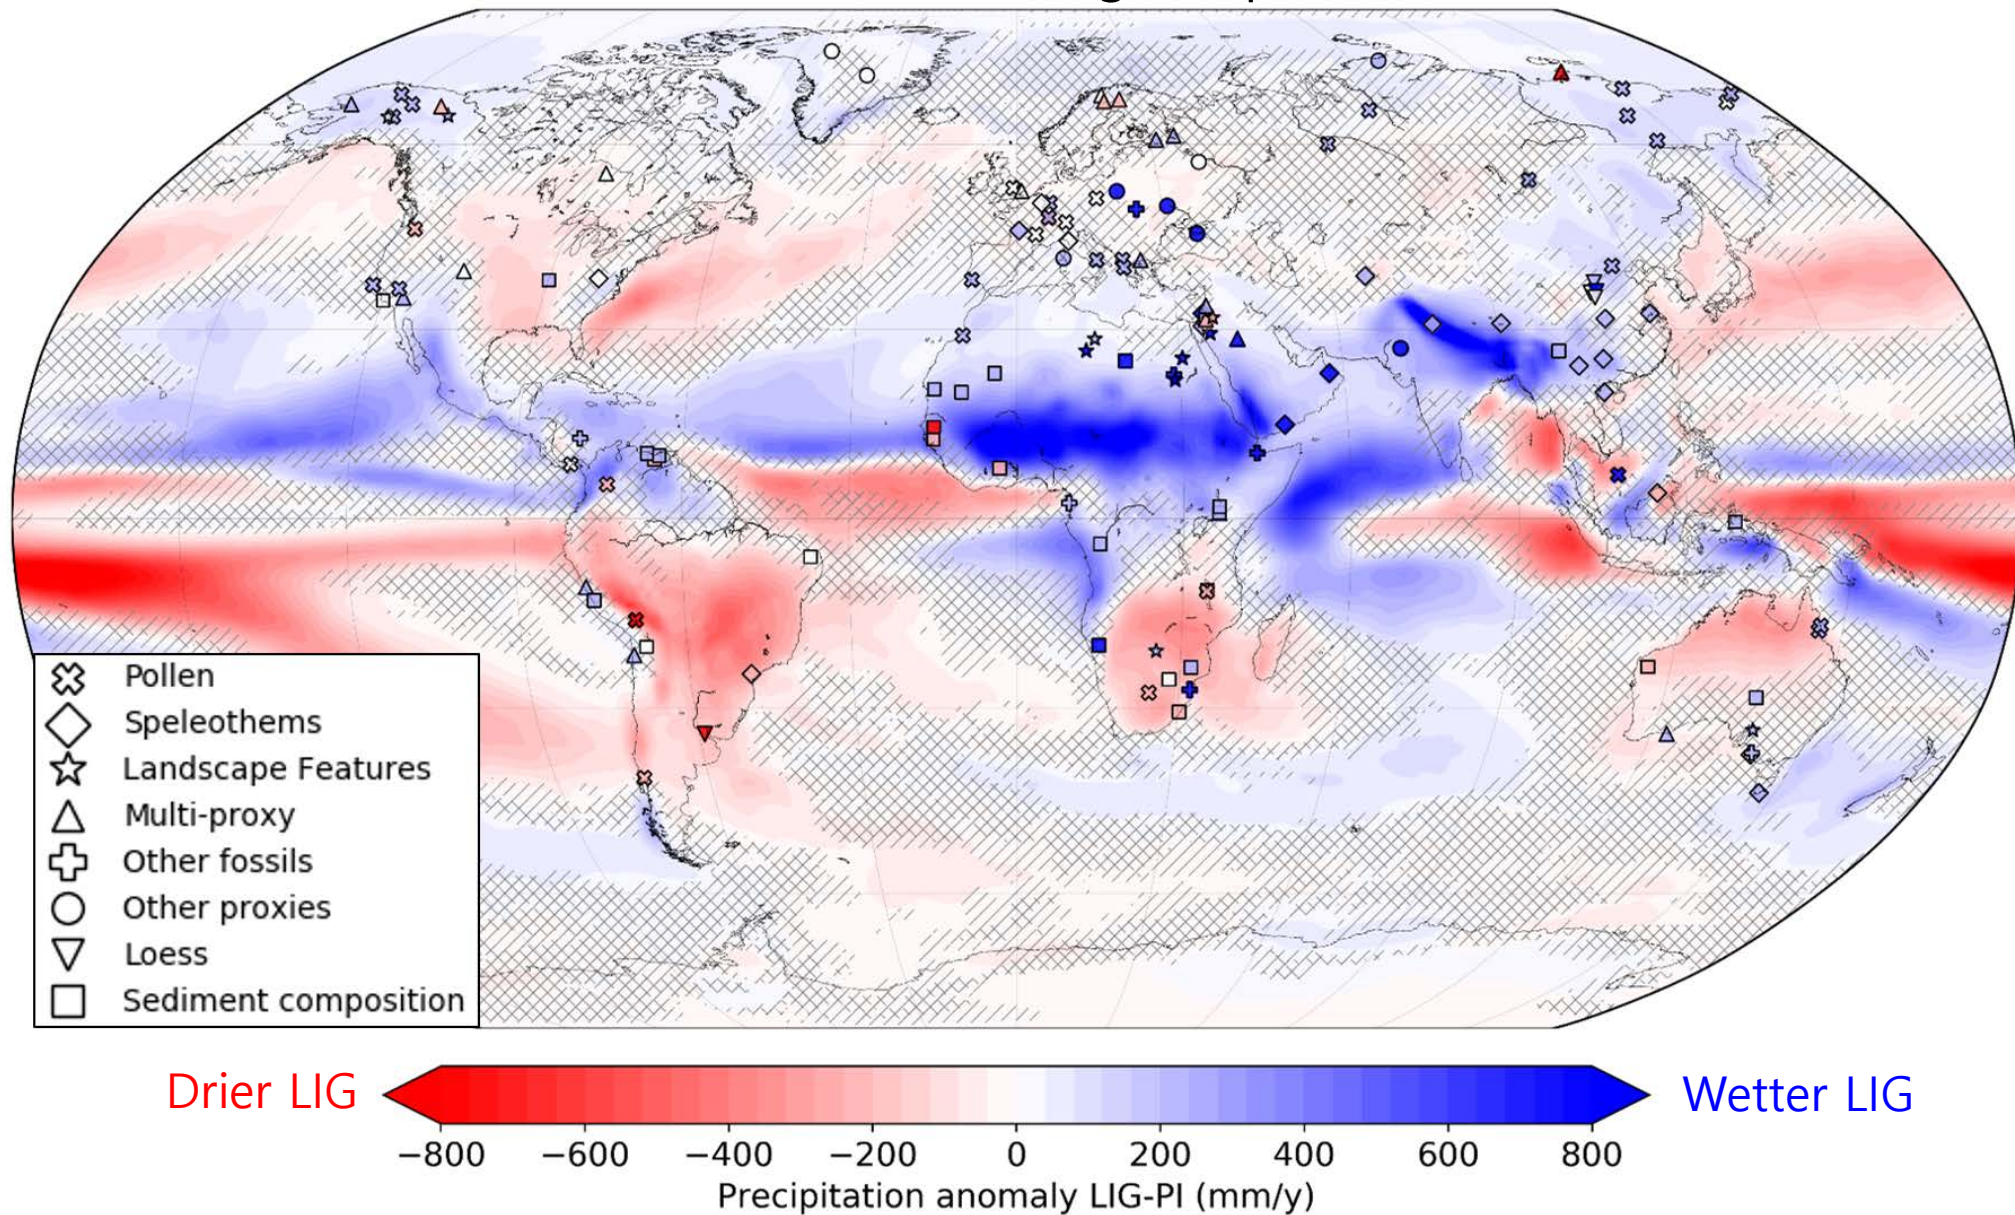 Pollen
Speleothems
Landscape Features
Multi-proxy
Other fossils
Other proxies
Loess
Sediment composition
Drier LIG
Wetter LIG
−800 −600 −400 −200 0 200 400 600 800
Precipitation anomaly LIG-PI (mm/y)